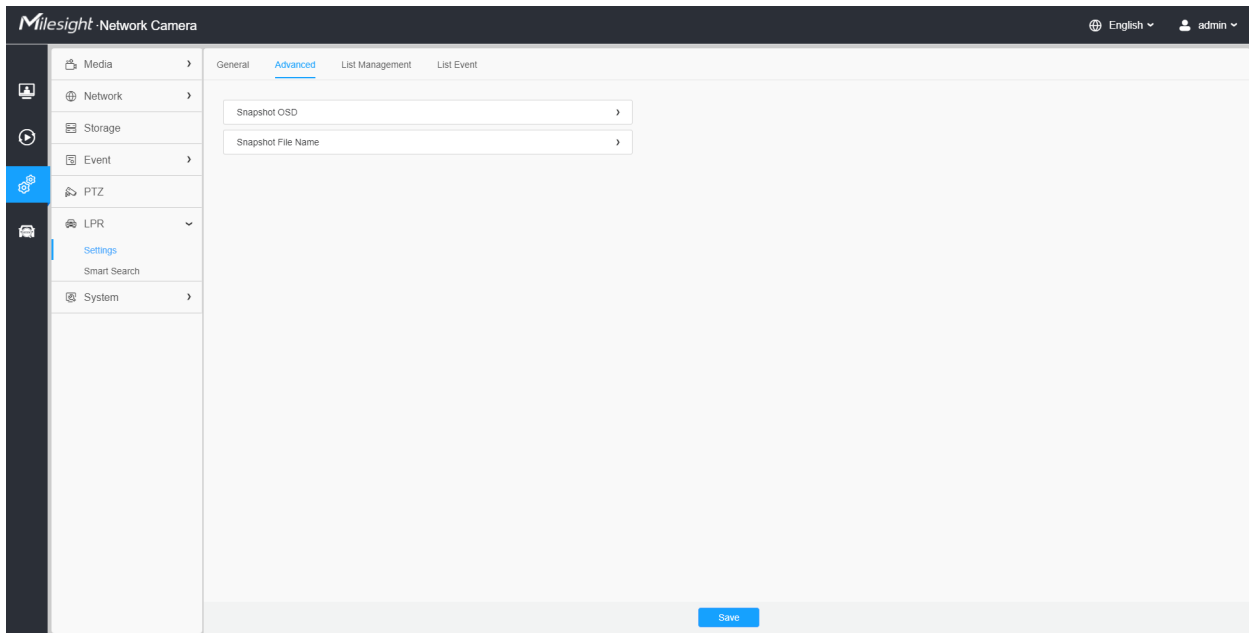 Milesight · Network Camera
English
admin
Media
Network
Storage
Event
PTZ
LPR
Settings
Smart Search
System
General Advanced List Management List Event
Snapshot OSD
Snapshot File Name
Save